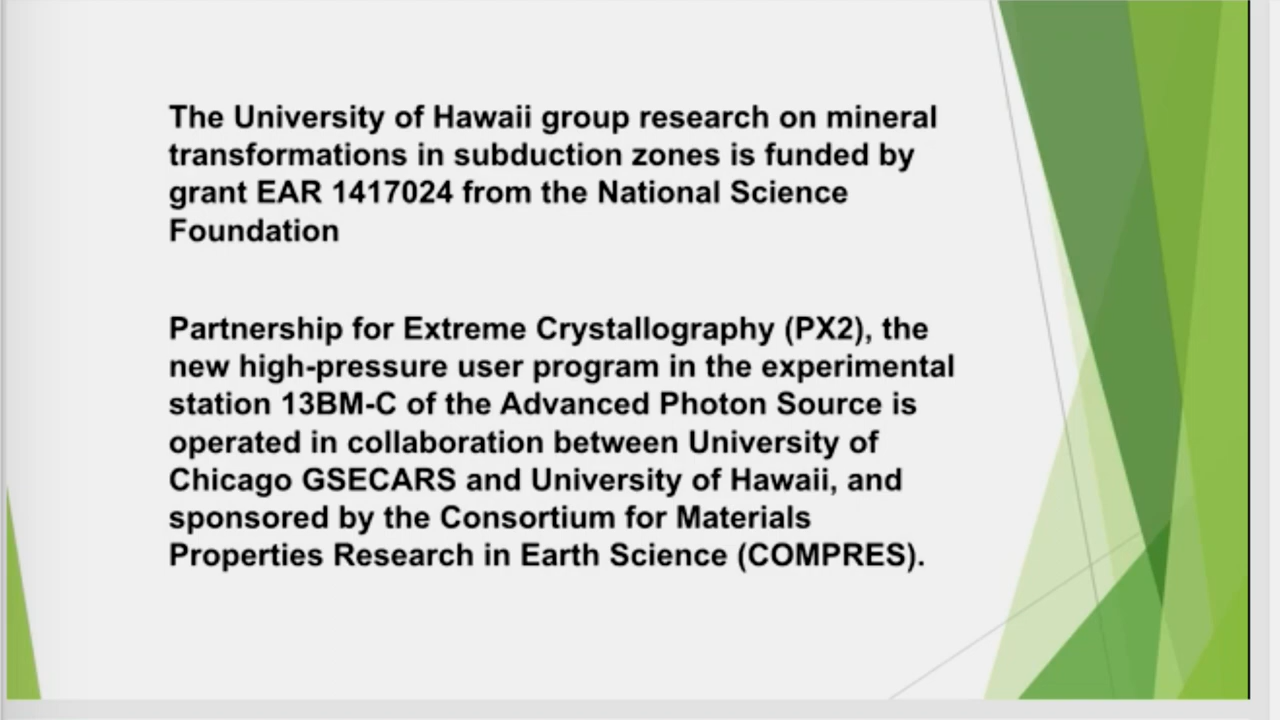 The University of Hawaii group research on mineral
transformations in subduction zones is funded by
grant EAR 1417024 from the National Science
Foundation
Partnership for Extreme Crystallography (PX2), the
new high-pressure user program in the experimental
station 13BM-C of the Advanced Photon Source is
operated in collaboration between University of
Chicago GSECARS and University of Hawaii, and
sponsored by the Consortium for Materials
Properties Research in Earth Science (COMPRES).